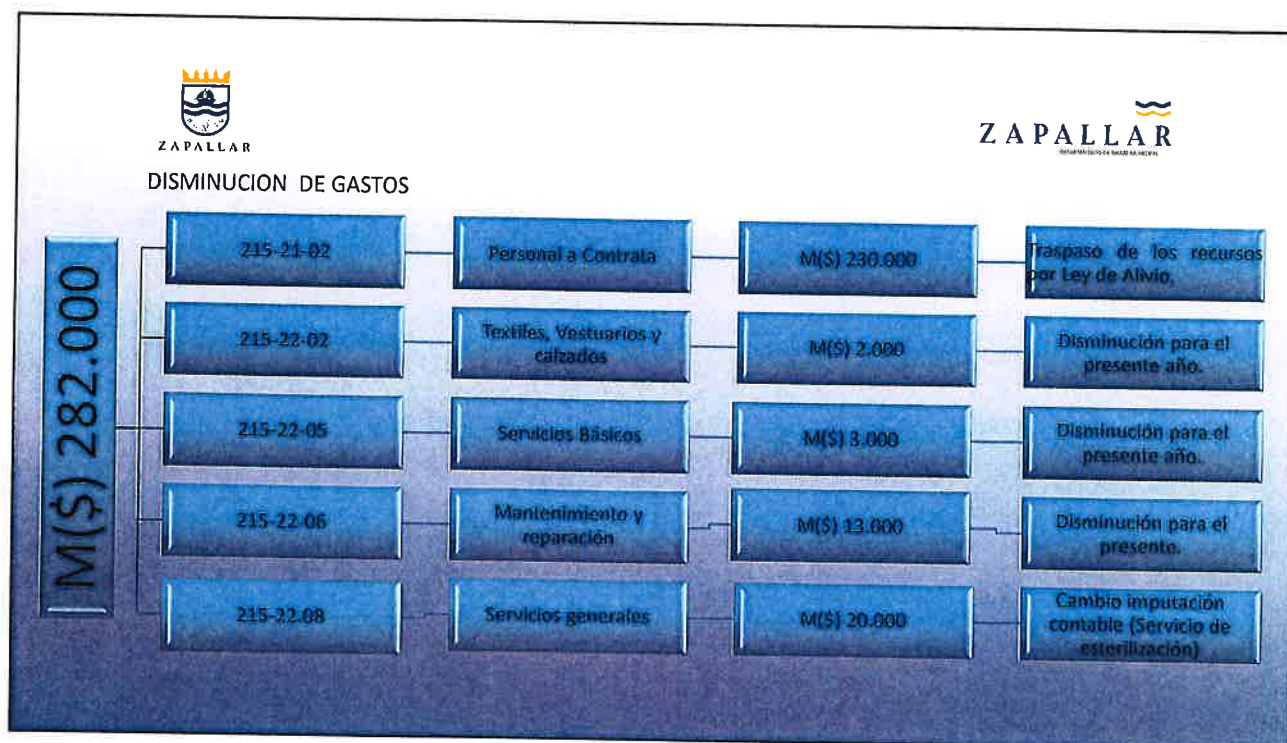 ZAPALLAR
ZAPALLAR
DISMINUCION DE GASTOS
M($) 282.000
215-21-02
Personal a Contrata
M($) 230.000
Traspaso de los recursos
por Ley de Alivio.
215-22-02
Textiles, Vestuarios y
calzados
M($) 2.000
Disminución para el
presente año.
215-22-05
Servicios Básicos
M($) 3.000
Disminución para el
presente año.
215-22-06
Mantenimiento y
reparación
M($) 13.000
Disminución para el
presente.
215-22.08
Servicios generales
M($) 20.000
Cambio imputación
contable (Servicio de
esterilización)